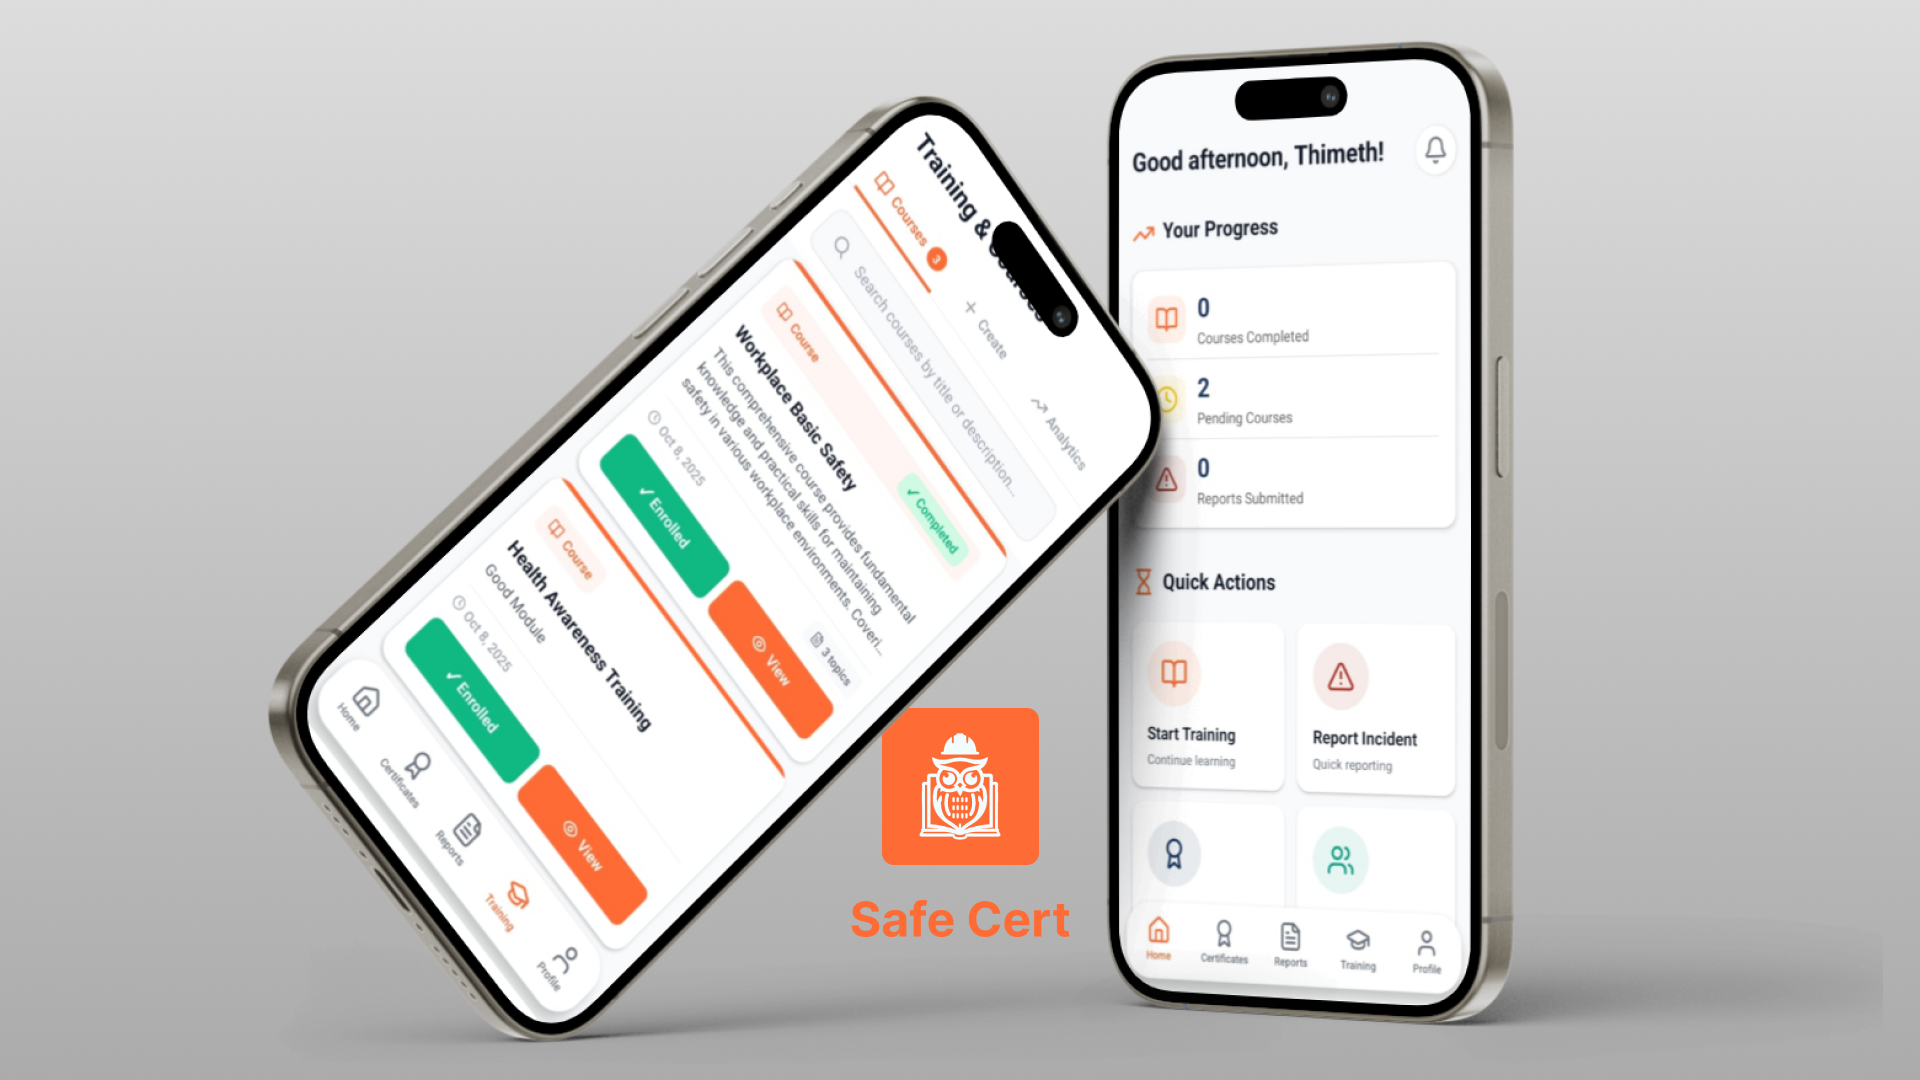 Training & Courses
Courses 3
Create
Analytics
Search courses by title or description...
Course
Completed
Workplace Basic Safety
This comprehensive course provides fundamental
knowledge and practical skills for maintaining
safety in various workplace environments. Coveri...
Oct 8, 2025
3 topics
✓ Enrolled
View
Course
Health Awareness Training
Good Module
Oct 8, 2025
✓ Enrolled
View
Home
Certificates
Reports
Training
Profile
Safe Cert
Good afternoon, Thimeth!
Your Progress
0
Courses Completed
2
Pending Courses
0
Reports Submitted
Quick Actions
Start Training
Continue learning
Report Incident
Quick reporting
Home
Certificates
Reports
Training
Profile